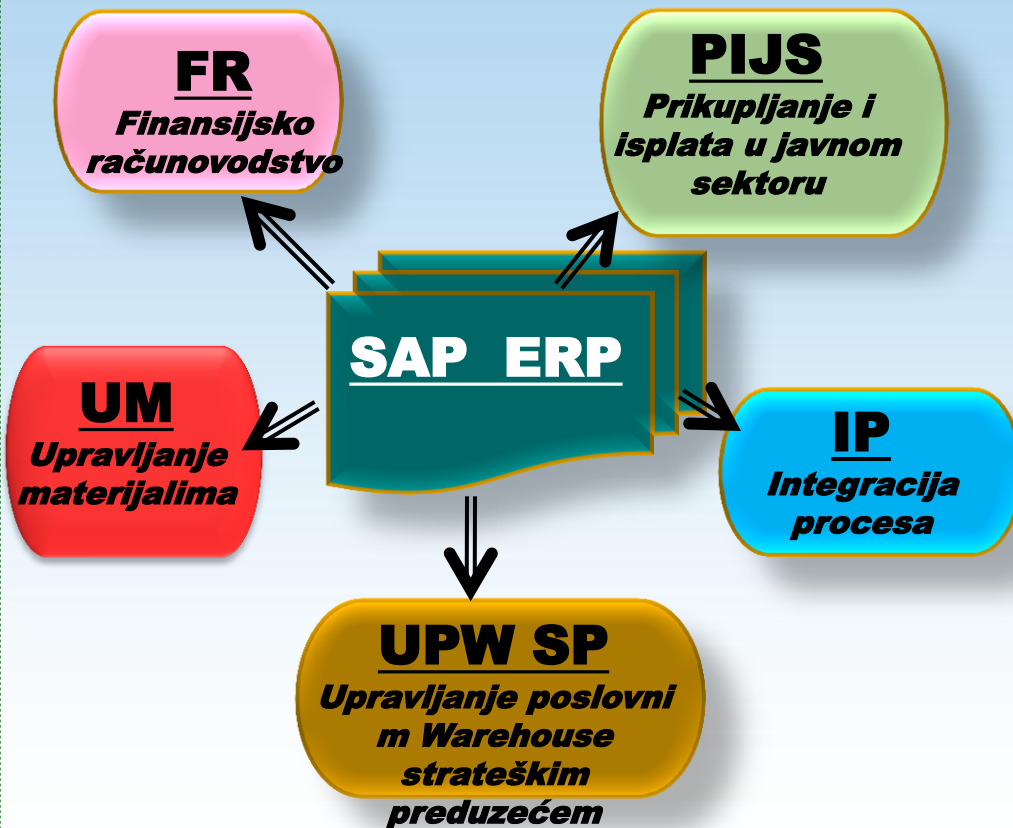 FR
Finansijsko
računovodstvo
PIJS
Prikupljanje i
isplata u javnom
sektoru
SAP ERP
UM
Upravljanje
materijalima
IP
Integracija
procesa
UPW SP
Upravljanje poslovni
m Warehouse
strateškim
preduzećem